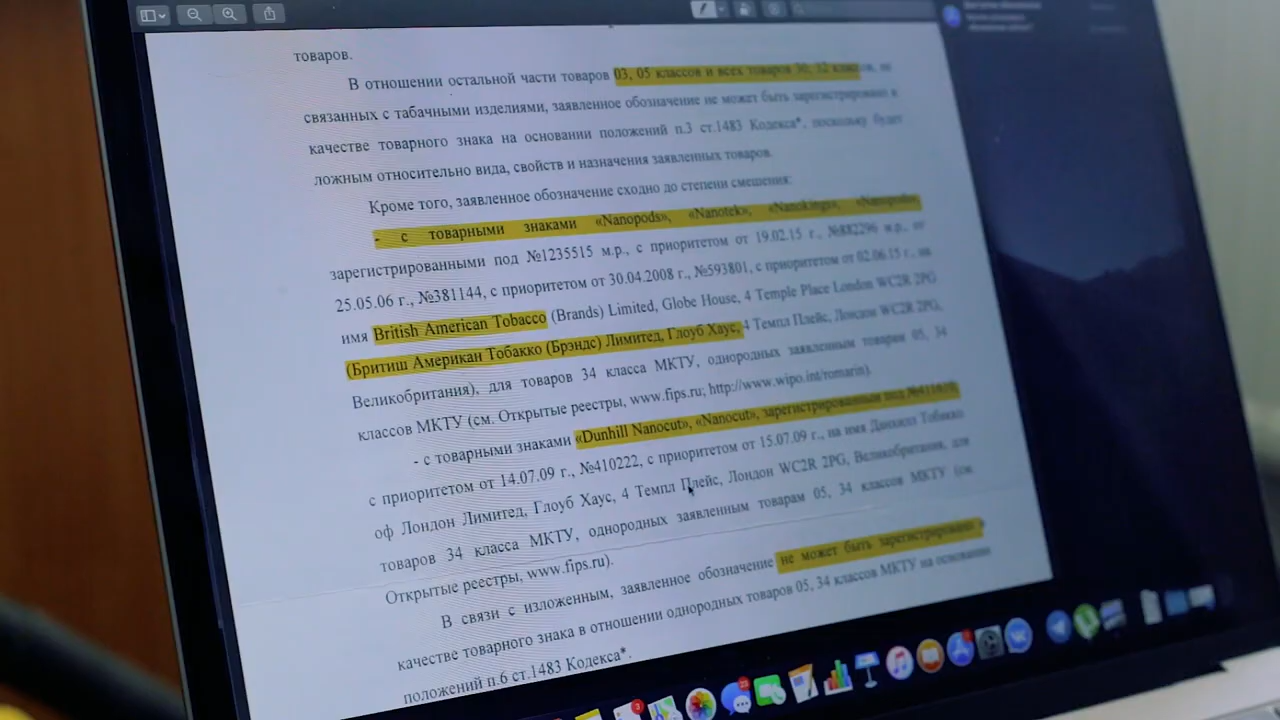 товаров.
В отношении остальной части товаров 03, 05 классов и всех товаров 30, 32 классов, не
связанных с табачными изделиями, заявленное обозначение не может быть зарегистрировано в
качестве товарного знака на основании положений п.3 ст.1483 Кодекса*, поскольку будет
ложным относительно вида, свойств и назначения заявленных товаров.
Кроме того, заявленное обозначение сходно до степени смешения:
- с товарными знаками «Nanopods», «Nanotek», «Nanokings»,
зарегистрированными под №1235515 м.р., с приоритетом от 19.02.15 г., №882296 м.р., от
25.05.06 г., №381144, с приоритетом от 30.04.2008 г., №593801, с приоритетом от 02.06.15 г., на
имя British American Tobacco (Brands) Limited, Globe House, 4 Temple Place London WC2R 2PG
(Бритиш Американ Тобакко (Брэндс) Лимитед, Глоуб Хаус, 4 Темпл Плейс, Лондон WC2R 2PG,
Великобритания), для товаров 34 класса МКТУ, однородных заявленным товарам 05, 34
классов МКТУ (см. Открытые реестры, www.fips.ru; http://www.wipo.int/romarin).
- с товарными знаками «Dunhill Nanocut», «Nanocut», зарегистрированным под
с приоритетом от 14.07.09 г., №410222, с приоритетом от 15.07.09 г., на имя Данхилл Тобакко
оф Лондон Лимитед, Глоуб Хаус, 4 Темпл Плейс, Лондон WC2R 2PG, Великобритания, для
товаров 34 класса МКТУ, однородных заявленным товарам 05, 34 классов МКТУ (см.
Открытые реестры, www.fips.ru).
В связи с изложенным, заявленное обозначение не может быть зарегистрировано в
качестве товарного знака в отношении однородных товаров 05, 34 классов МКТУ на основании
положений п.6 ст.1483 Кодекса*.